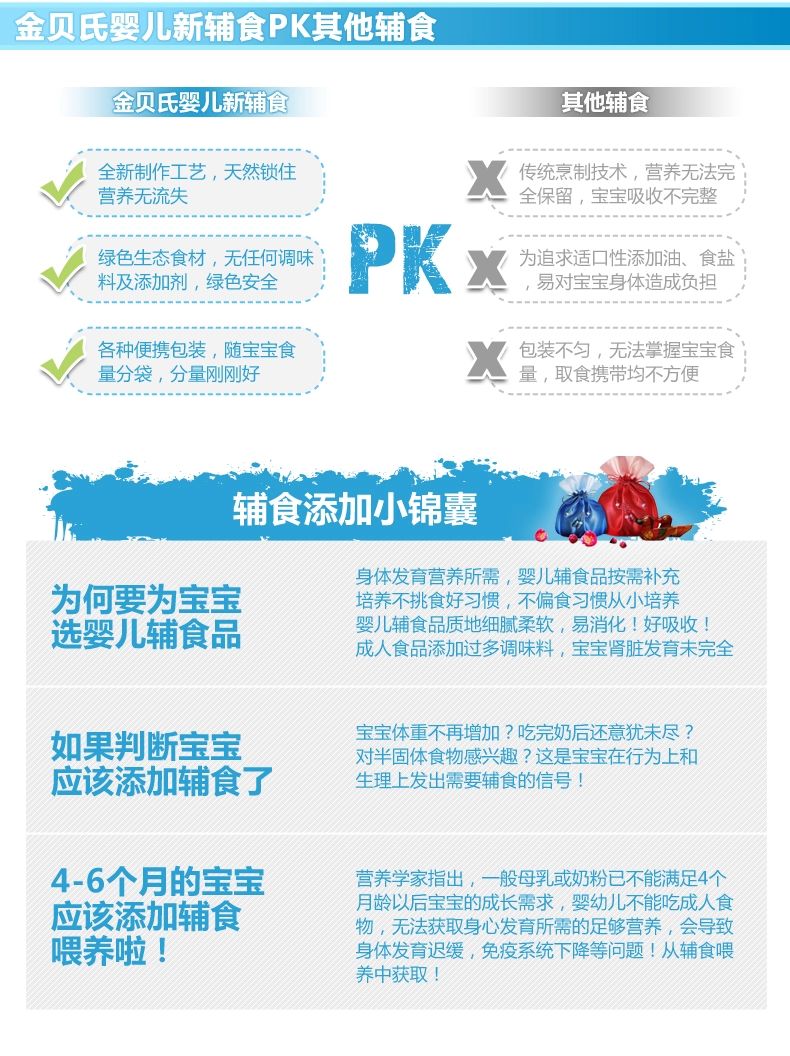 金贝氏婴儿新辅食PK其他辅食
金贝氏婴儿新辅食
全新制作工艺，天然锁住
营养无流失
绿色生态食材，无任何调味
料及添加剂，绿色安全
各种便携包装，随宝宝食
量分袋，分量刚刚好
PK
其他辅食
X
传统烹制技术，营养无法完
全保留，宝宝吸收不完整
X
为追求适口性添加油、食盐
，易对宝宝身体造成负担
X
包装不匀，无法掌握宝宝食
量，取食携带均不方便
辅食添加小锦囊
为何要为宝宝
选婴儿辅食品
身体发育营养所需，婴儿辅食品按需补充
培养不挑食好习惯，不偏食习惯从小培养
婴儿辅食品质地细腻柔软，易消化！好吸收！
成人食品添加过多调味料，宝宝肾脏发育未完全
如果判断宝宝
应该添加辅食了
宝宝体重不再增加？吃完奶后还意犹未尽？
对半固体食物感兴趣？这是宝宝在行为上和
生理上发出需要辅食的信号！
4-6个月的宝宝
应该添加辅食
喂养啦！
营养学家指出，一般母乳或奶粉已不能满足4个
月龄以后宝宝的成长需求，婴幼儿不能吃成人食
物，无法获取身心发育所需的足够营养，会导致
身体发育迟缓，免疫系统下降等问题！从辅食喂
养中获取！